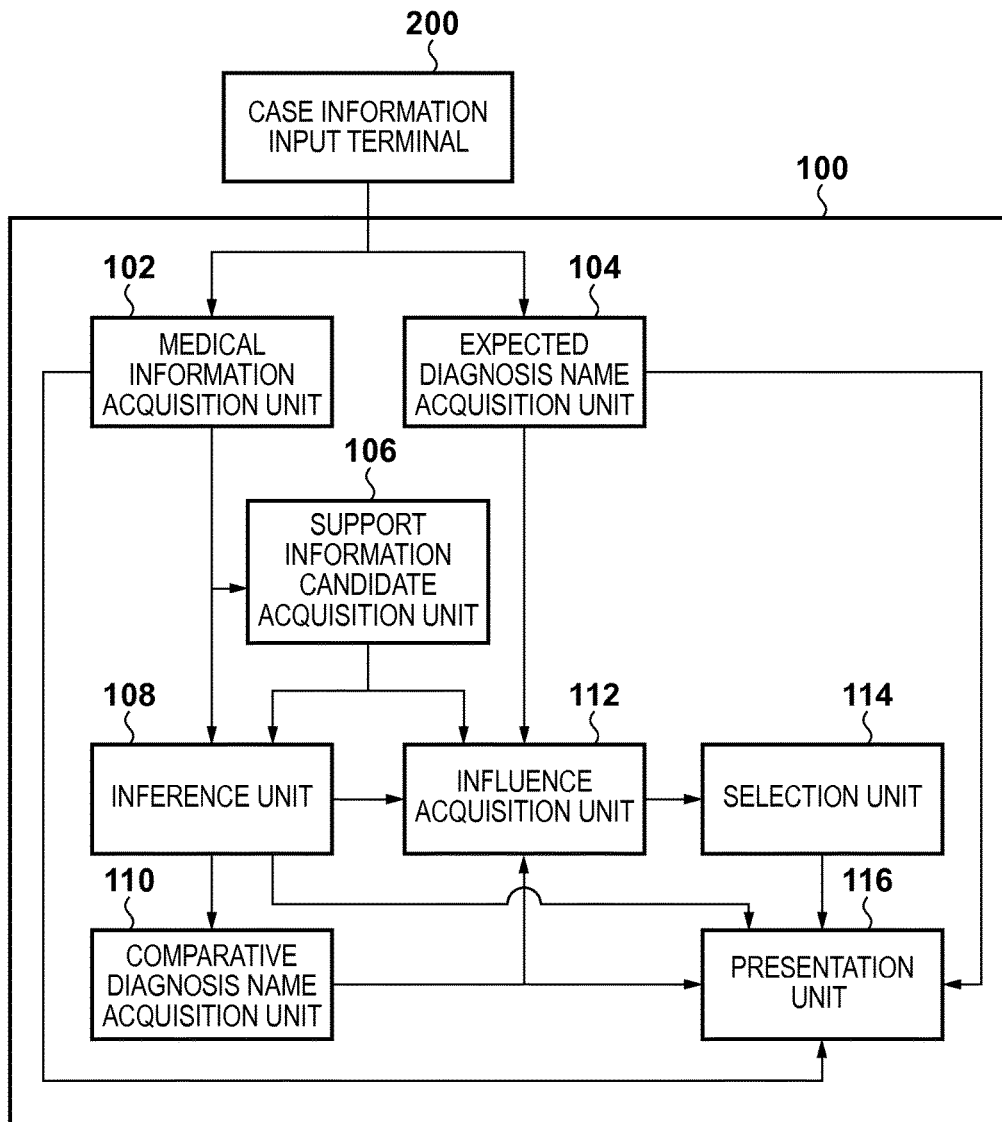 200
CASE INFORMATION
INPUT TERMINAL
100
102
MEDICAL
INFORMATION
ACQUISITION UNIT
104
EXPECTED
DIAGNOSIS NAME
ACQUISITION UNIT
106
SUPPORT
INFORMATION
CANDIDATE
ACQUISITION UNIT
108
INFERENCE UNIT
112
INFLUENCE
ACQUISITION UNIT
114
SELECTION UNIT
110
COMPARATIVE
DIAGNOSIS NAME
ACQUISITION UNIT
116
PRESENTATION
UNIT